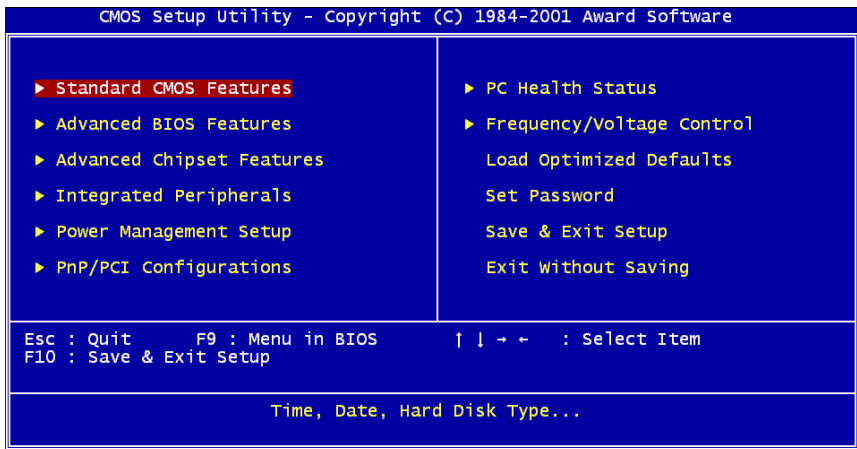 CMOS Setup Utility - Copyright (C) 1984-2001 Award Software
▶ Standard CMOS Features
▶ Advanced BIOS Features
▶ Advanced Chipset Features
▶ Integrated Peripherals
▶ Power Management Setup
▶ PnP/PCI Configurations
▶ PC Health Status
▶ Frequency/Voltage Control
Load Optimized Defaults
Set Password
Save & Exit Setup
Exit Without Saving
Esc : Quit F9 : Menu in BIOS ↑ ↓ → ← : Select Item
F10 : Save & Exit Setup
Time, Date, Hard Disk Type...